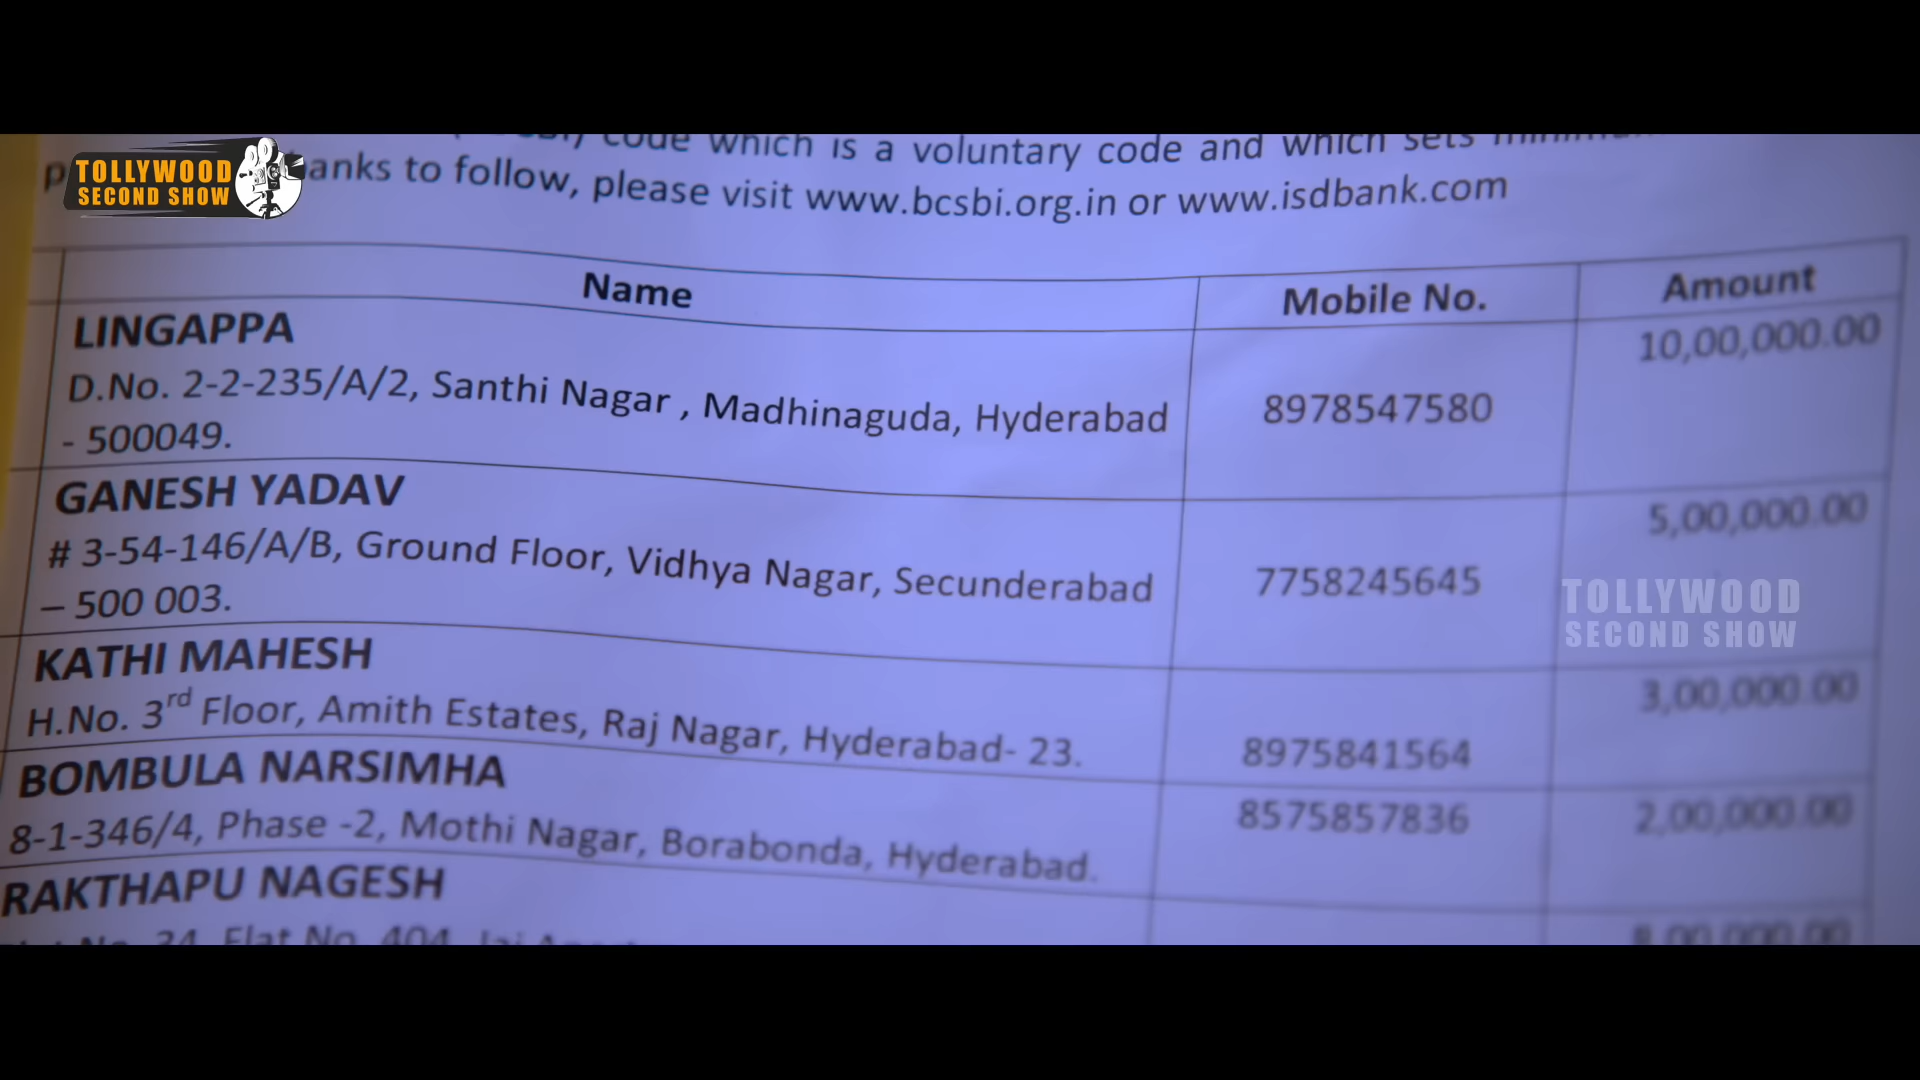 code which is a voluntary code and which sets
TOLLYWOOD
SECOND SHOW
anks to follow, please visit www.bcsbi.org.in or www.isdbank.com
Name Mobile No. Amount
LINGAPPA 10,00,000.00
D.No. 2-2-235/A/2, Santhi Nagar , Madhinaguda, Hyderabad 8978547580
- 500049.
GANESH YADAV 5,00,000.00
# 3-54-146/A/B, Ground Floor, Vidhya Nagar, Secunderabad 7758245645
– 500 003.
TOLLYWOOD
SECOND SHOW
KATHI MAHESH 3,00,000.00
H.No. 3rd Floor, Amith Estates, Raj Nagar, Hyderabad- 23. 8975841564
BOMBULA NARSIMHA 8575857836 2,00,000.00
8-1-346/4, Phase -2, Mothi Nagar, Borabonda, Hyderabad.
RAKTHAPU NAGESH
34, Flat No. 404,